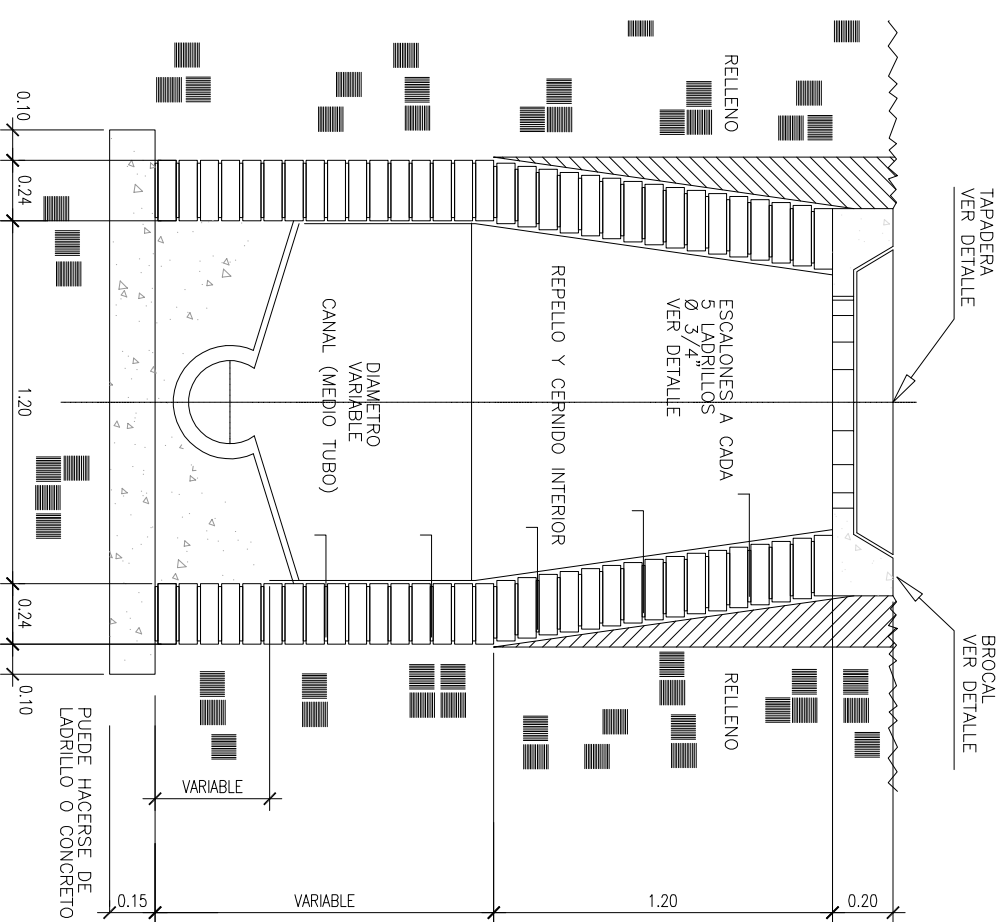 TAPADERA
VER DETALLE
BROCAL
VER DETALLE
RELLENO
RELLENO
ESCALONES A CADA
5 LADRILLOS
Ø 3/4"
VER DETALLE
REPELLO Y CERNIDO INTERIOR
DIAMETRO
VARIABLE
CANAL (MEDIO TUBO)
PUEDE HACERSE DE
LADRILLO O CONCRETO
0.10
0.24
1.20
0.24
0.10
VARIABLE
0.15
VARIABLE
1.20
0.20